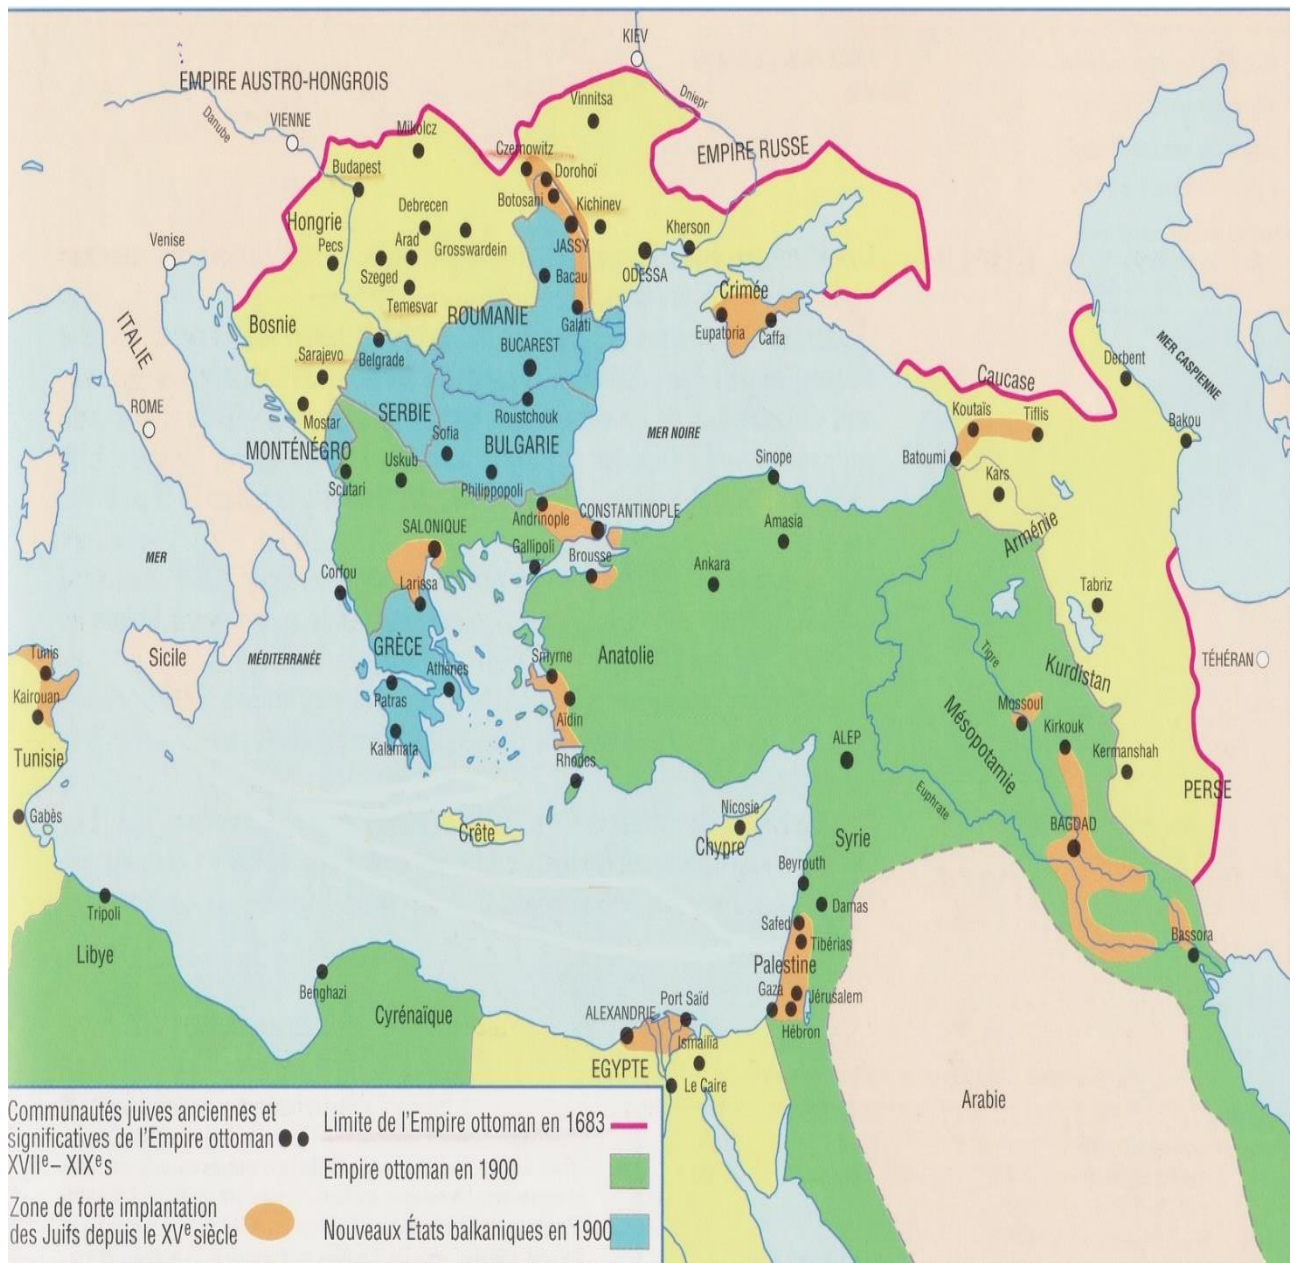 KIEV
EMPIRE AUSTRO-HONGROIS
Vinnitsa
Dniepr
Danube
VIENNE
Mikolcz
EMPIRE RUSSE
Czernowitz
Budapest
Dorohoï
Botosani
Kichinev
Debrecen
Hongrie
Kherson
Pecs
Arad
Grosswardein
JASSY
Venise
Szeged
Bacau
ODESSA
Crimée
Temesvar
ROUMANIE
Galati
Eupatoria
Caffa
ITALIE
Bosnie
BUCAREST
MER CASPIENNE
Sarajevo
Belgrade
Derbent
Caucase
ROME
Mostar
SERBIE
Roustchouk
Koutaïs
Tiflis
Bakou
MER NOIRE
Sofia
BULGARIE
MONTÉNÉGRO
Uskub
Sinope
Batoumi
Scutari
Philippopoli
Kars
Andrinople
CONSTANTINOPLE
SALONIQUE
Amasia
Arménie
MER
Gallipoli
Brousse
Ankara
Corfou
Larissa
Tabriz
Tunis
Sicile
MÉDITERRANÉE
GRÈCE
Smyrne
Anatolie
Tigre
TÉHÉRAN
Kairouan
Athènes
Kurdistan
Patras
Aïdin
Mossoul
Mésopotamie
Kirkouk
Kalamata
ALEP
Tunisie
Rhodes
Kermanshah
PERSE
Gabès
Nicosie
Euphrate
BAGDAD
Crête
Chypre
Syrie
Beyrouth
Tripoli
Damas
Safed
Bassora
Libye
Tibérias
Palestine
Benghazi
Gaza
Jérusalem
Port Saïd
Cyrénaïque
ALEXANDRIE
Hébron
Ismaïlia
EGYPTE
Le Caire
Arabie
Communautés juives anciennes et
significatives de l'Empire ottoman
XVIIe – XIXe s
Zone de forte implantation
des Juifs depuis le XVe siècle
Limite de l'Empire ottoman en 1683
Empire ottoman en 1900
Nouveaux États balkaniques en 1900